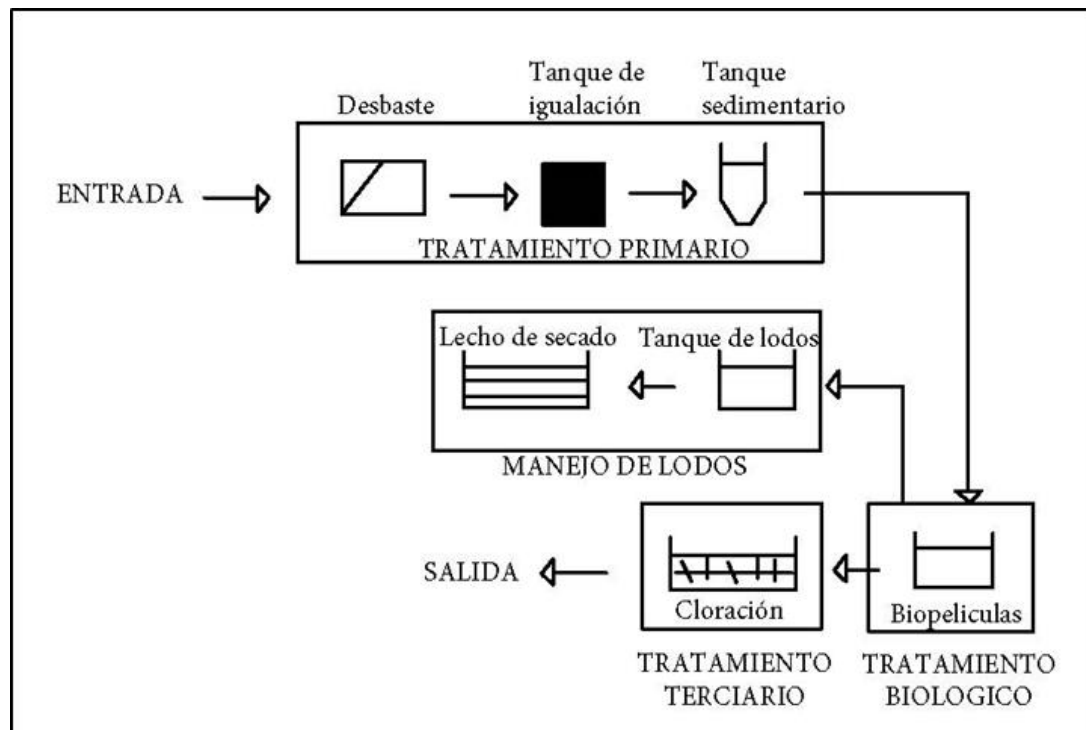 Desbaste
Tanque de
igualación
Tanque
sedimentario
ENTRADA
TRATAMIENTO PRIMARIO
Lecho de secado
Tanque de lodos
MANEJO DE LODOS
SALIDA
Cloración
Biopeliculas
TRATAMIENTO
TERCIARIO
TRATAMIENTO
BIOLOGICO